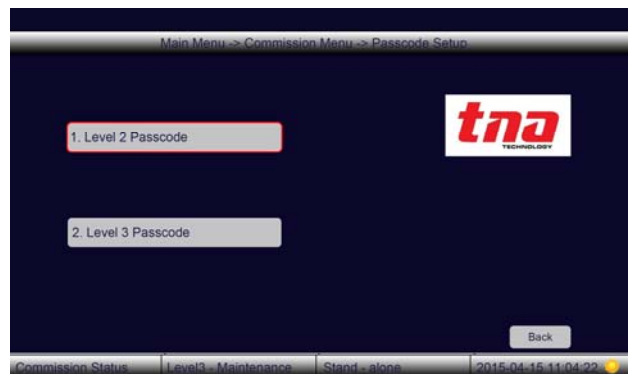 Main Menu -> Commission Menu -> Passcode Setup
tna
TECHNOLOGY
1. Level 2 Passcode
2. Level 3 Passcode
Back
Commission Status Level3 - Maintenance Stand - alone 2015-04-15 11:04:22